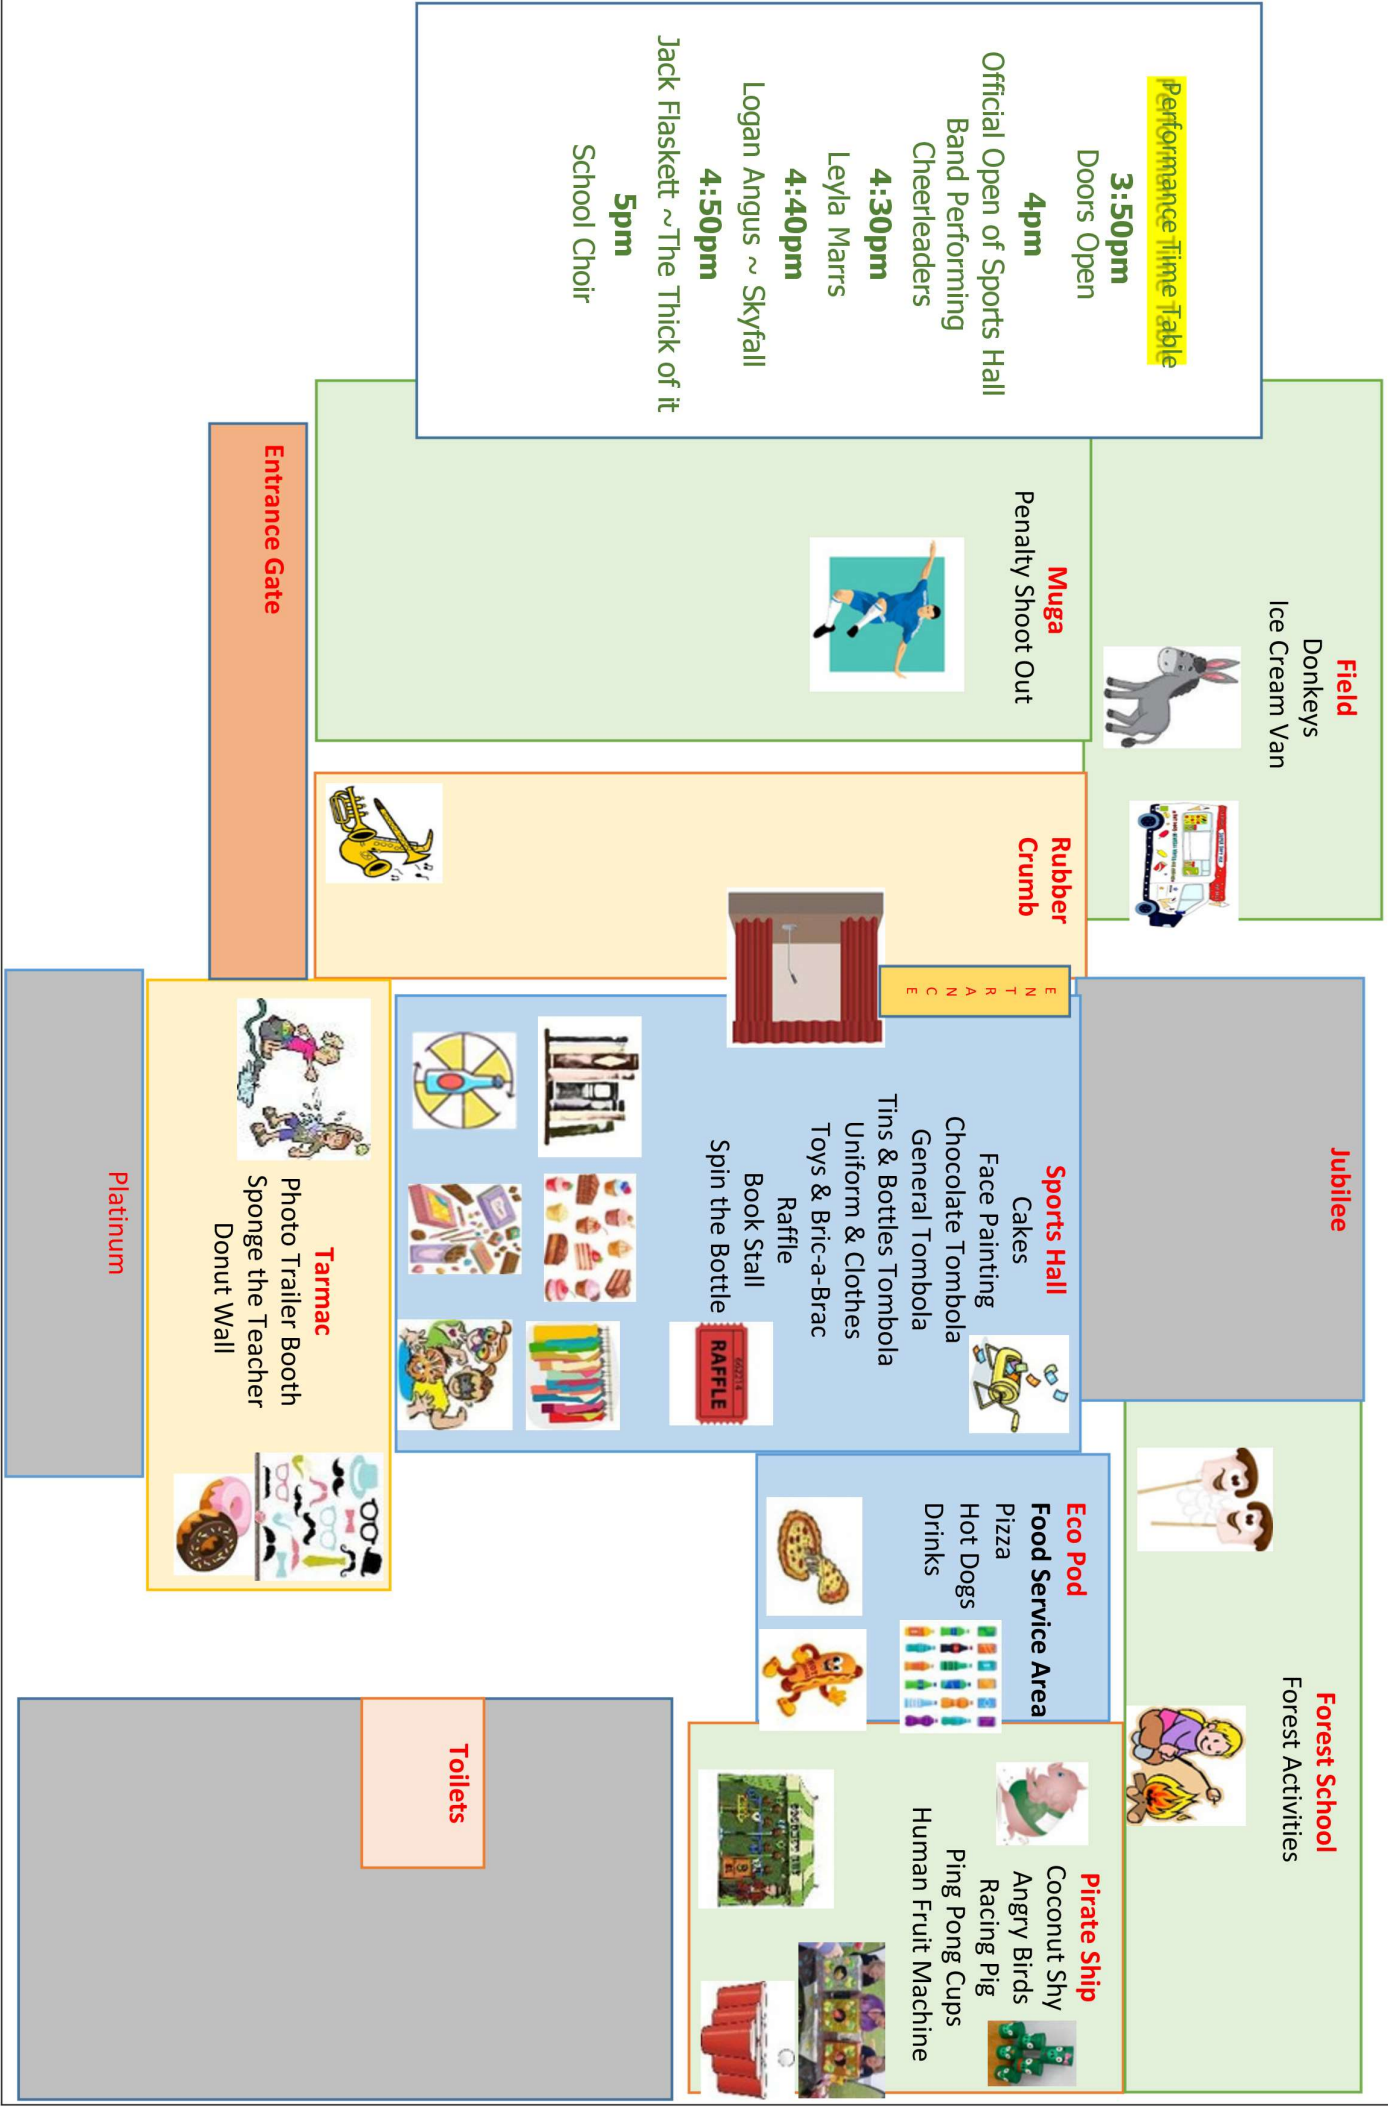 Performance Time Table
3:50pm
Doors Open
4pm
Official Open of Sports Hall
Band Performing
Cheerleaders
4:30pm
Leyla Marrs
4:40pm
Logan Angus ~ Skyfall
4:50pm
Jack Flaskett ~The Thick of it
5pm
School Choir
Field
Donkeys
Ice Cream Van
Muga
Penalty Shoot Out
Entrance Gate
Rubber
Crumb
ENTRANCE
Jubilee
Sports Hall
Cakes
Face Painting
Chocolate Tombola
General Tombola
Tins & Bottles Tombola
Uniform & Clothes
Toys & Bric-a-Brac
Raffle
Book Stall
Spin the Bottle
662214
RAFFLE
Tarmac
Photo Trailer Booth
Sponge the Teacher
Donut Wall
Platinum
Forest School
Forest Activities
Eco Pod
Food Service Area
Pizza
Hot Dogs
Drinks
Pirate Ship
Coconut Shy
Angry Birds
Racing Pig
Ping Pong Cups
Human Fruit Machine
COCONUT SHY
Toilets